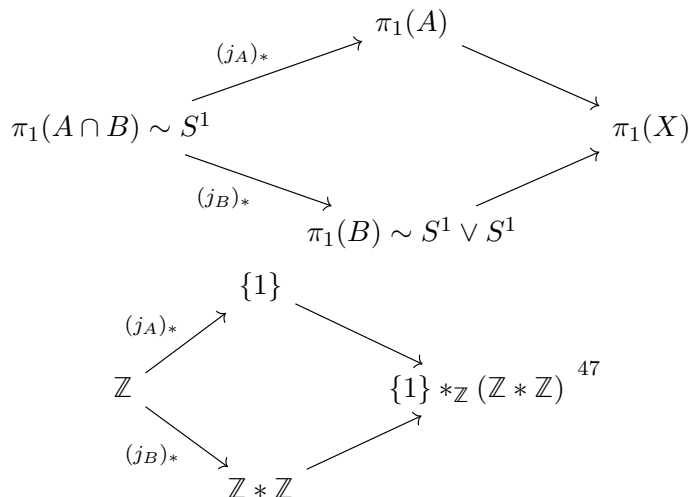 π₁(A)
(j_A)_*
π₁(A ∩ B) ∼ S¹
π₁(X)
(j_B)_*
π₁(B) ∼ S¹ ∨ S¹
{1}
(j_A)_*
ℤ
{1} *_ℤ (ℤ * ℤ) 47
(j_B)_*
ℤ * ℤ